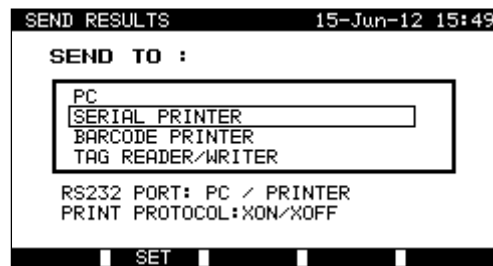 SEND RESULTS 15-Jun-12 15:49
SEND TO :
PC
SERIAL PRINTER
BARCODE PRINTER
TAG READER/WRITER
RS232 PORT: PC / PRINTER
PRINT PROTOCOL:XON/XOFF
SET